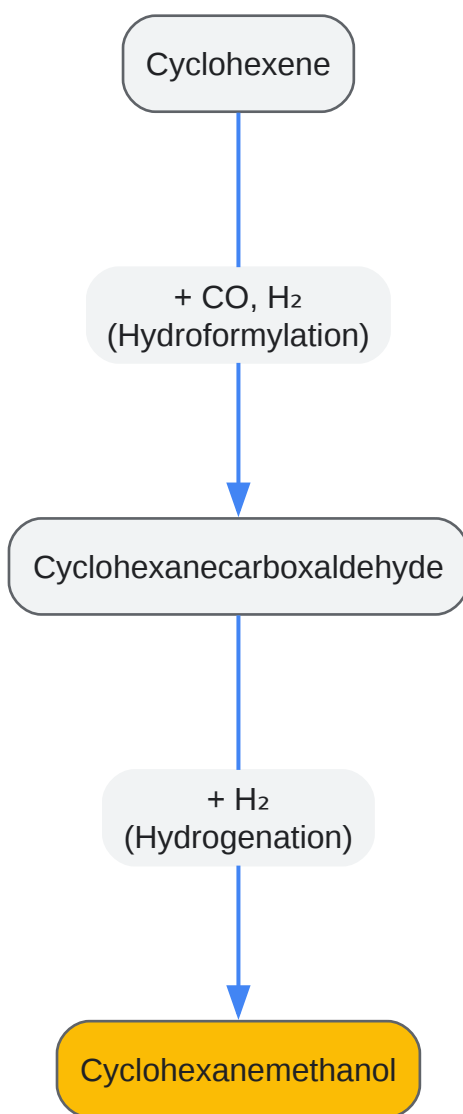 Cyclohexene
+ CO, H₂
(Hydroformylation)
Cyclohexanecarboxaldehyde
+ H₂
(Hydrogenation)
Cyclohexanemethanol